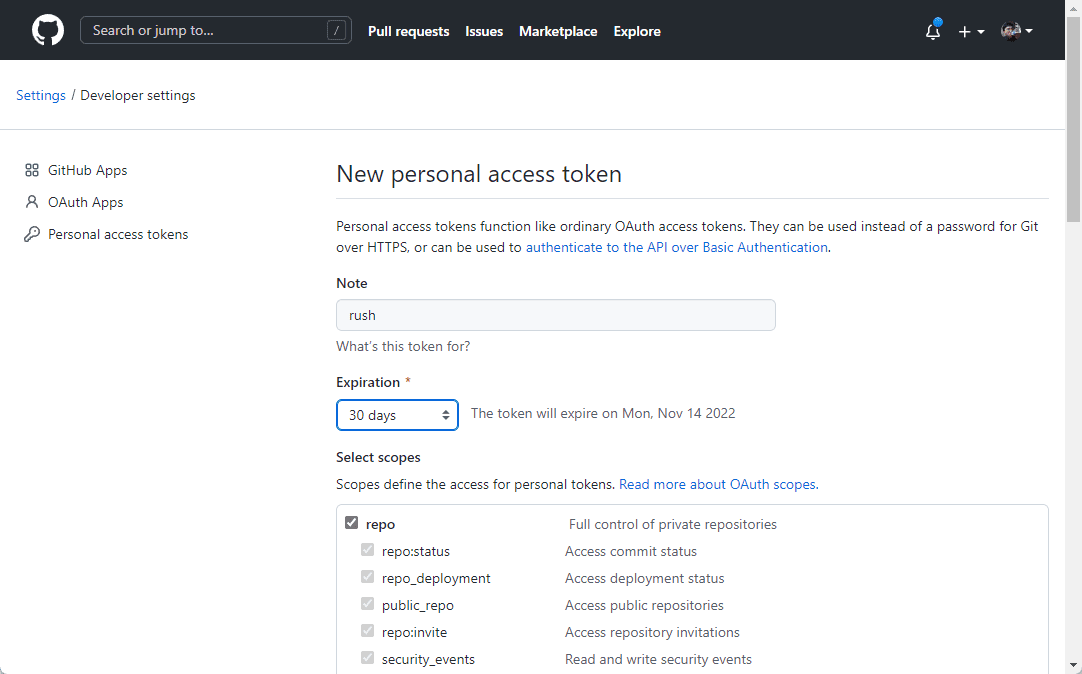 Search or jump to... / Pull requests Issues Marketplace Explore
Settings / Developer settings
GitHub Apps
OAuth Apps
Personal access tokens
New personal access token
Personal access tokens function like ordinary OAuth access tokens. They can be used instead of a password for Git
over HTTPS, or can be used to authenticate to the API over Basic Authentication.
Note
rush
What's this token for?
Expiration *
30 days The token will expire on Mon, Nov 14 2022
Select scopes
Scopes define the access for personal tokens. Read more about OAuth scopes.
repo Full control of private repositories
repo:status Access commit status
repo_deployment Access deployment status
public_repo Access public repositories
repo:invite Access repository invitations
security_events Read and write security events